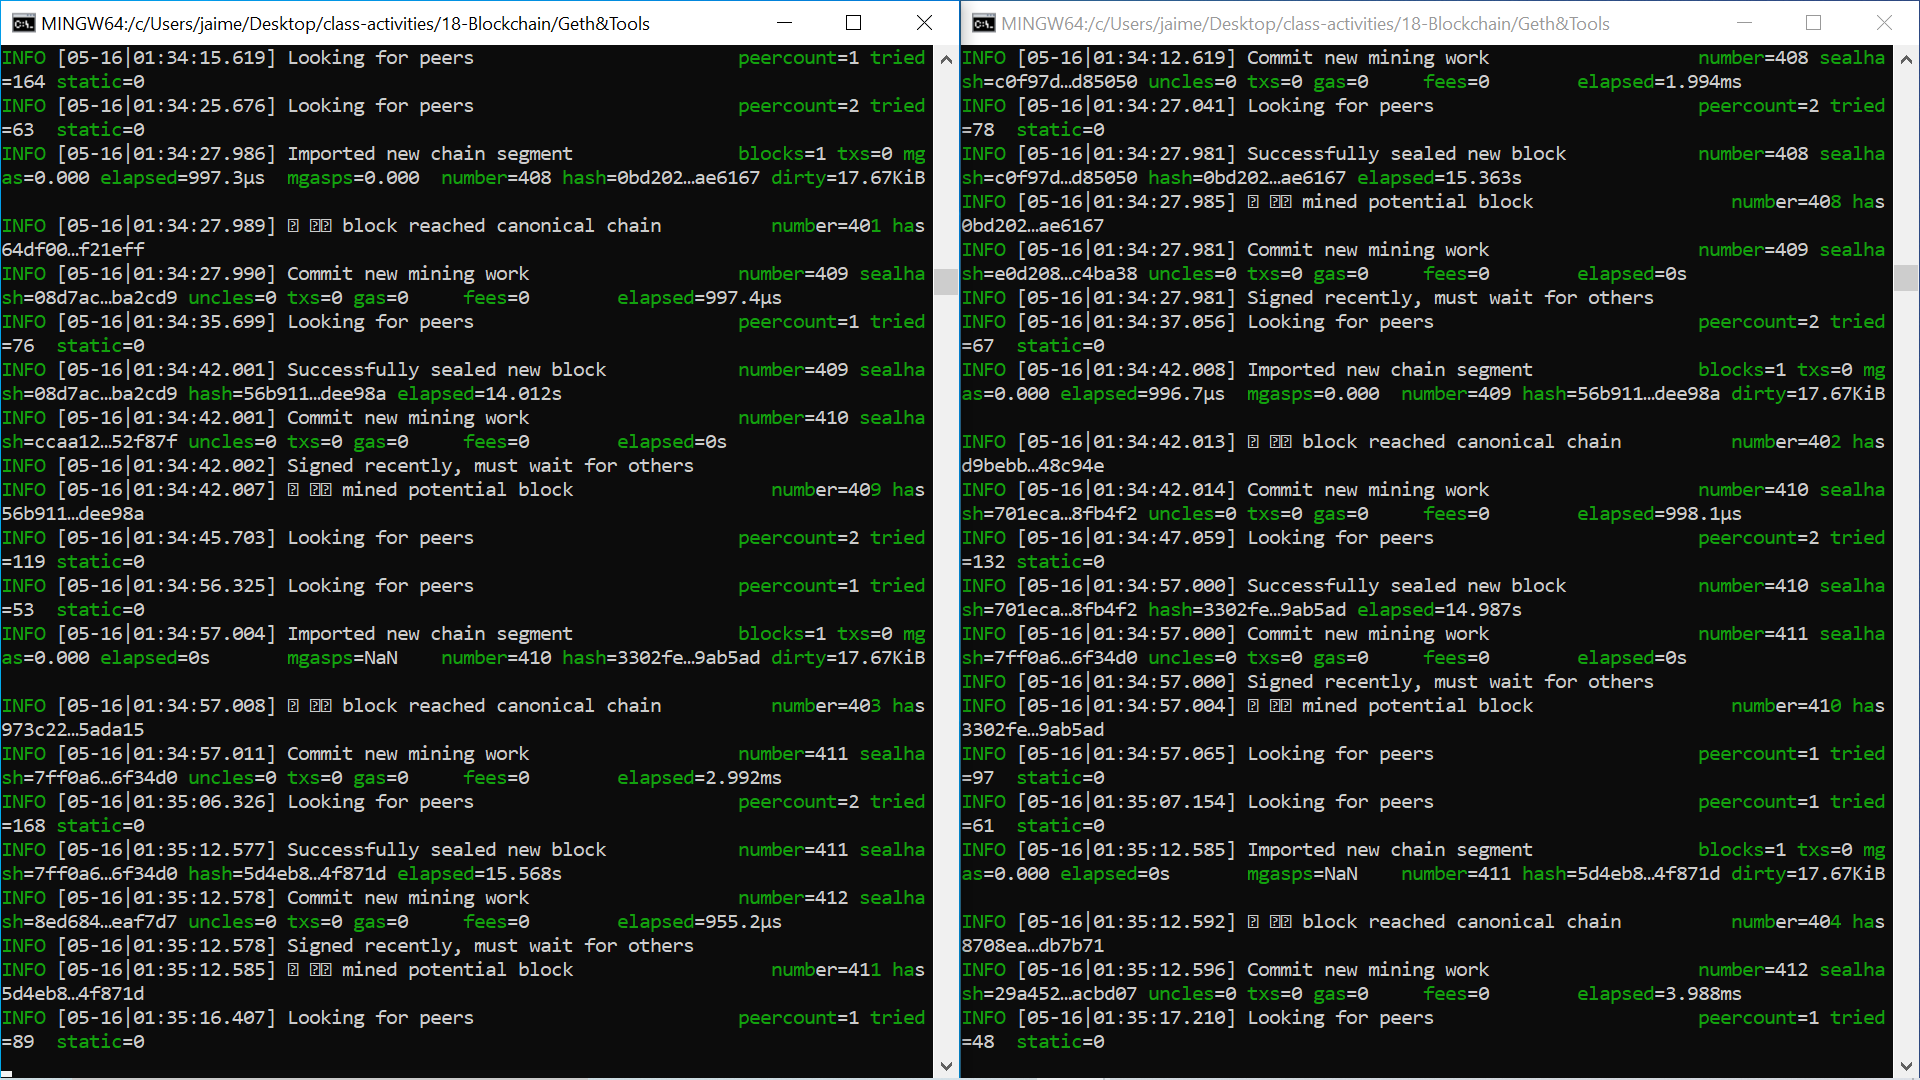 MINGW64:/c/Users/jaime/Desktop/class-activities/18-Blockchain/Geth&Tools
INFO [05-16|01:34:15.619] Looking for peers                        peercount=1 tried
=164 static=0
INFO [05-16|01:34:25.676] Looking for peers                        peercount=2 tried
=63  static=0
INFO [05-16|01:34:27.986] Imported new chain segment               blocks=1 txs=0 mg
as=0.000 elapsed=997.3µs  mgasps=0.000  number=408 hash=0bd202…ae6167 dirty=17.67KiB
INFO [05-16|01:34:27.989] block reached canonical chain          number=401 has
64df00…f21eff
INFO [05-16|01:34:27.990] Commit new mining work                   number=409 sealha
sh=08d7ac…ba2cd9 uncles=0 txs=0 gas=0     fees=0        elapsed=997.4µs
INFO [05-16|01:34:35.699] Looking for peers                        peercount=1 tried
=76  static=0
INFO [05-16|01:34:42.001] Successfully sealed new block            number=409 sealha
sh=08d7ac…ba2cd9 hash=56b911…dee98a elapsed=14.012s
INFO [05-16|01:34:42.001] Commit new mining work                   number=410 sealha
sh=ccaa12…52f87f uncles=0 txs=0 gas=0     fees=0        elapsed=0s
INFO [05-16|01:34:42.002] Signed recently, must wait for others
INFO [05-16|01:34:42.007] mined potential block                  number=409 has
56b911…dee98a
INFO [05-16|01:34:45.703] Looking for peers                        peercount=2 tried
=119 static=0
INFO [05-16|01:34:56.325] Looking for peers                        peercount=1 tried
=53  static=0
INFO [05-16|01:34:57.004] Imported new chain segment               blocks=1 txs=0 mg
as=0.000 elapsed=0s       mgasps=NaN    number=410 hash=3302fe…9ab5ad dirty=17.67KiB
INFO [05-16|01:34:57.008] block reached canonical chain          number=403 has
973c22…5ada15
INFO [05-16|01:34:57.011] Commit new mining work                   number=411 sealha
sh=7ff0a6…6f34d0 uncles=0 txs=0 gas=0     fees=0        elapsed=2.992ms
INFO [05-16|01:35:06.326] Looking for peers                        peercount=2 tried
=168 static=0
INFO [05-16|01:35:12.577] Successfully sealed new block            number=411 sealha
sh=7ff0a6…6f34d0 hash=5d4eb8…4f871d elapsed=15.568s
INFO [05-16|01:35:12.578] Commit new mining work                   number=412 sealha
sh=8ed684…eaf7d7 uncles=0 txs=0 gas=0     fees=0        elapsed=955.2µs
INFO [05-16|01:35:12.578] Signed recently, must wait for others
INFO [05-16|01:35:12.585] mined potential block                  number=411 has
5d4eb8…4f871d
INFO [05-16|01:35:16.407] Looking for peers                        peercount=1 tried
=89  static=0
MINGW64:/c/Users/jaime/Desktop/class-activities/18-Blockchain/Geth&Tools
INFO [05-16|01:34:12.619] Commit new mining work                   number=408 sealha
sh=c0f97d…d85050 uncles=0 txs=0 gas=0     fees=0        elapsed=1.994ms
INFO [05-16|01:34:27.041] Looking for peers                        peercount=2 tried
=78  static=0
INFO [05-16|01:34:27.981] Successfully sealed new block            number=408 sealha
sh=c0f97d…d85050 hash=0bd202…ae6167 elapsed=15.363s
INFO [05-16|01:34:27.985] mined potential block                  number=408 has
0bd202…ae6167
INFO [05-16|01:34:27.981] Commit new mining work                   number=409 sealha
sh=e0d208…c4ba38 uncles=0 txs=0 gas=0     fees=0        elapsed=0s
INFO [05-16|01:34:27.981] Signed recently, must wait for others
INFO [05-16|01:34:37.056] Looking for peers                        peercount=2 tried
=67  static=0
INFO [05-16|01:34:42.008] Imported new chain segment               blocks=1 txs=0 mg
as=0.000 elapsed=996.7µs  mgasps=0.000  number=409 hash=56b911…dee98a dirty=17.67KiB
INFO [05-16|01:34:42.013] block reached canonical chain          number=402 has
d9bebb…48c94e
INFO [05-16|01:34:42.014] Commit new mining work                   number=410 sealha
sh=701eca…8fb4f2 uncles=0 txs=0 gas=0     fees=0        elapsed=998.1µs
INFO [05-16|01:34:47.059] Looking for peers                        peercount=2 tried
=132 static=0
INFO [05-16|01:34:57.000] Successfully sealed new block            number=410 sealha
sh=701eca…8fb4f2 hash=3302fe…9ab5ad elapsed=14.987s
INFO [05-16|01:34:57.000] Commit new mining work                   number=411 sealha
sh=7ff0a6…6f34d0 uncles=0 txs=0 gas=0     fees=0        elapsed=0s
INFO [05-16|01:34:57.000] Signed recently, must wait for others
INFO [05-16|01:34:57.004] mined potential block                  number=410 has
3302fe…9ab5ad
INFO [05-16|01:34:57.065] Looking for peers                        peercount=1 tried
=97  static=0
INFO [05-16|01:35:07.154] Looking for peers                        peercount=1 tried
=61  static=0
INFO [05-16|01:35:12.585] Imported new chain segment               blocks=1 txs=0 mg
as=0.000 elapsed=0s       mgasps=NaN    number=411 hash=5d4eb8…4f871d dirty=17.67KiB
INFO [05-16|01:35:12.592] block reached canonical chain          number=404 has
8708ea…db7b71
INFO [05-16|01:35:12.596] Commit new mining work                   number=412 sealha
sh=29a452…acbd07 uncles=0 txs=0 gas=0     fees=0        elapsed=3.988ms
INFO [05-16|01:35:17.210] Looking for peers                        peercount=1 tried
=48  static=0